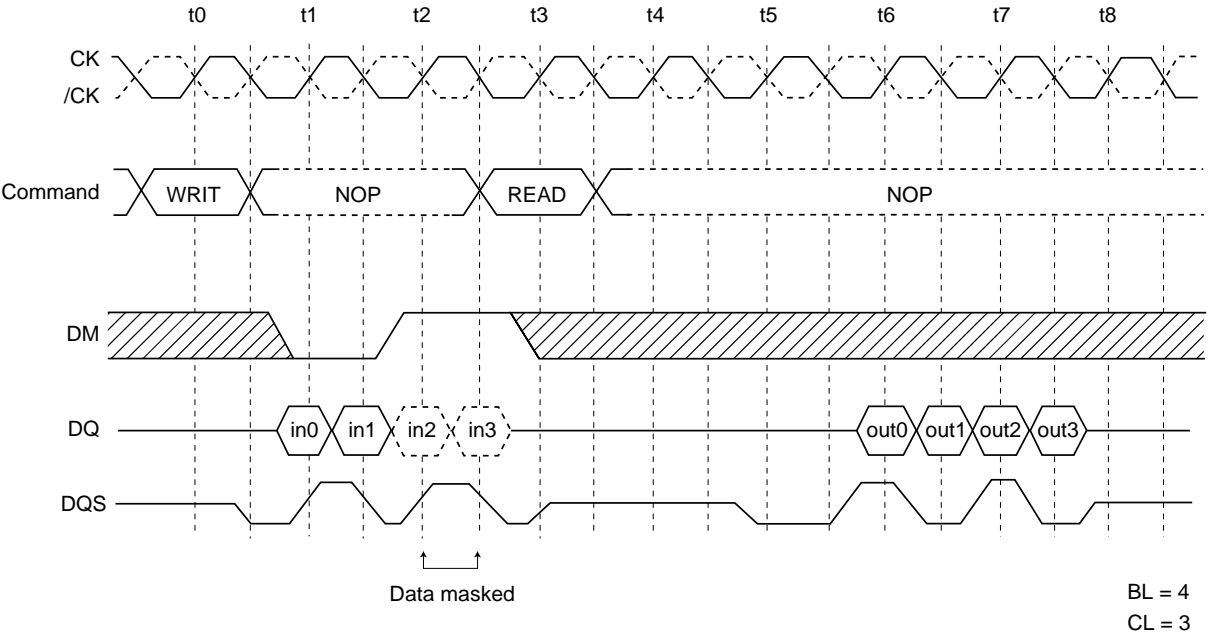 t0 t1 t2 t3 t4 t5 t6 t7 t8
CK
/CK
Command WRIT NOP READ NOP
DM
DQ in0 in1 in2 in3 out0 out1 out2 out3
DQS
Data masked
BL = 4
CL = 3